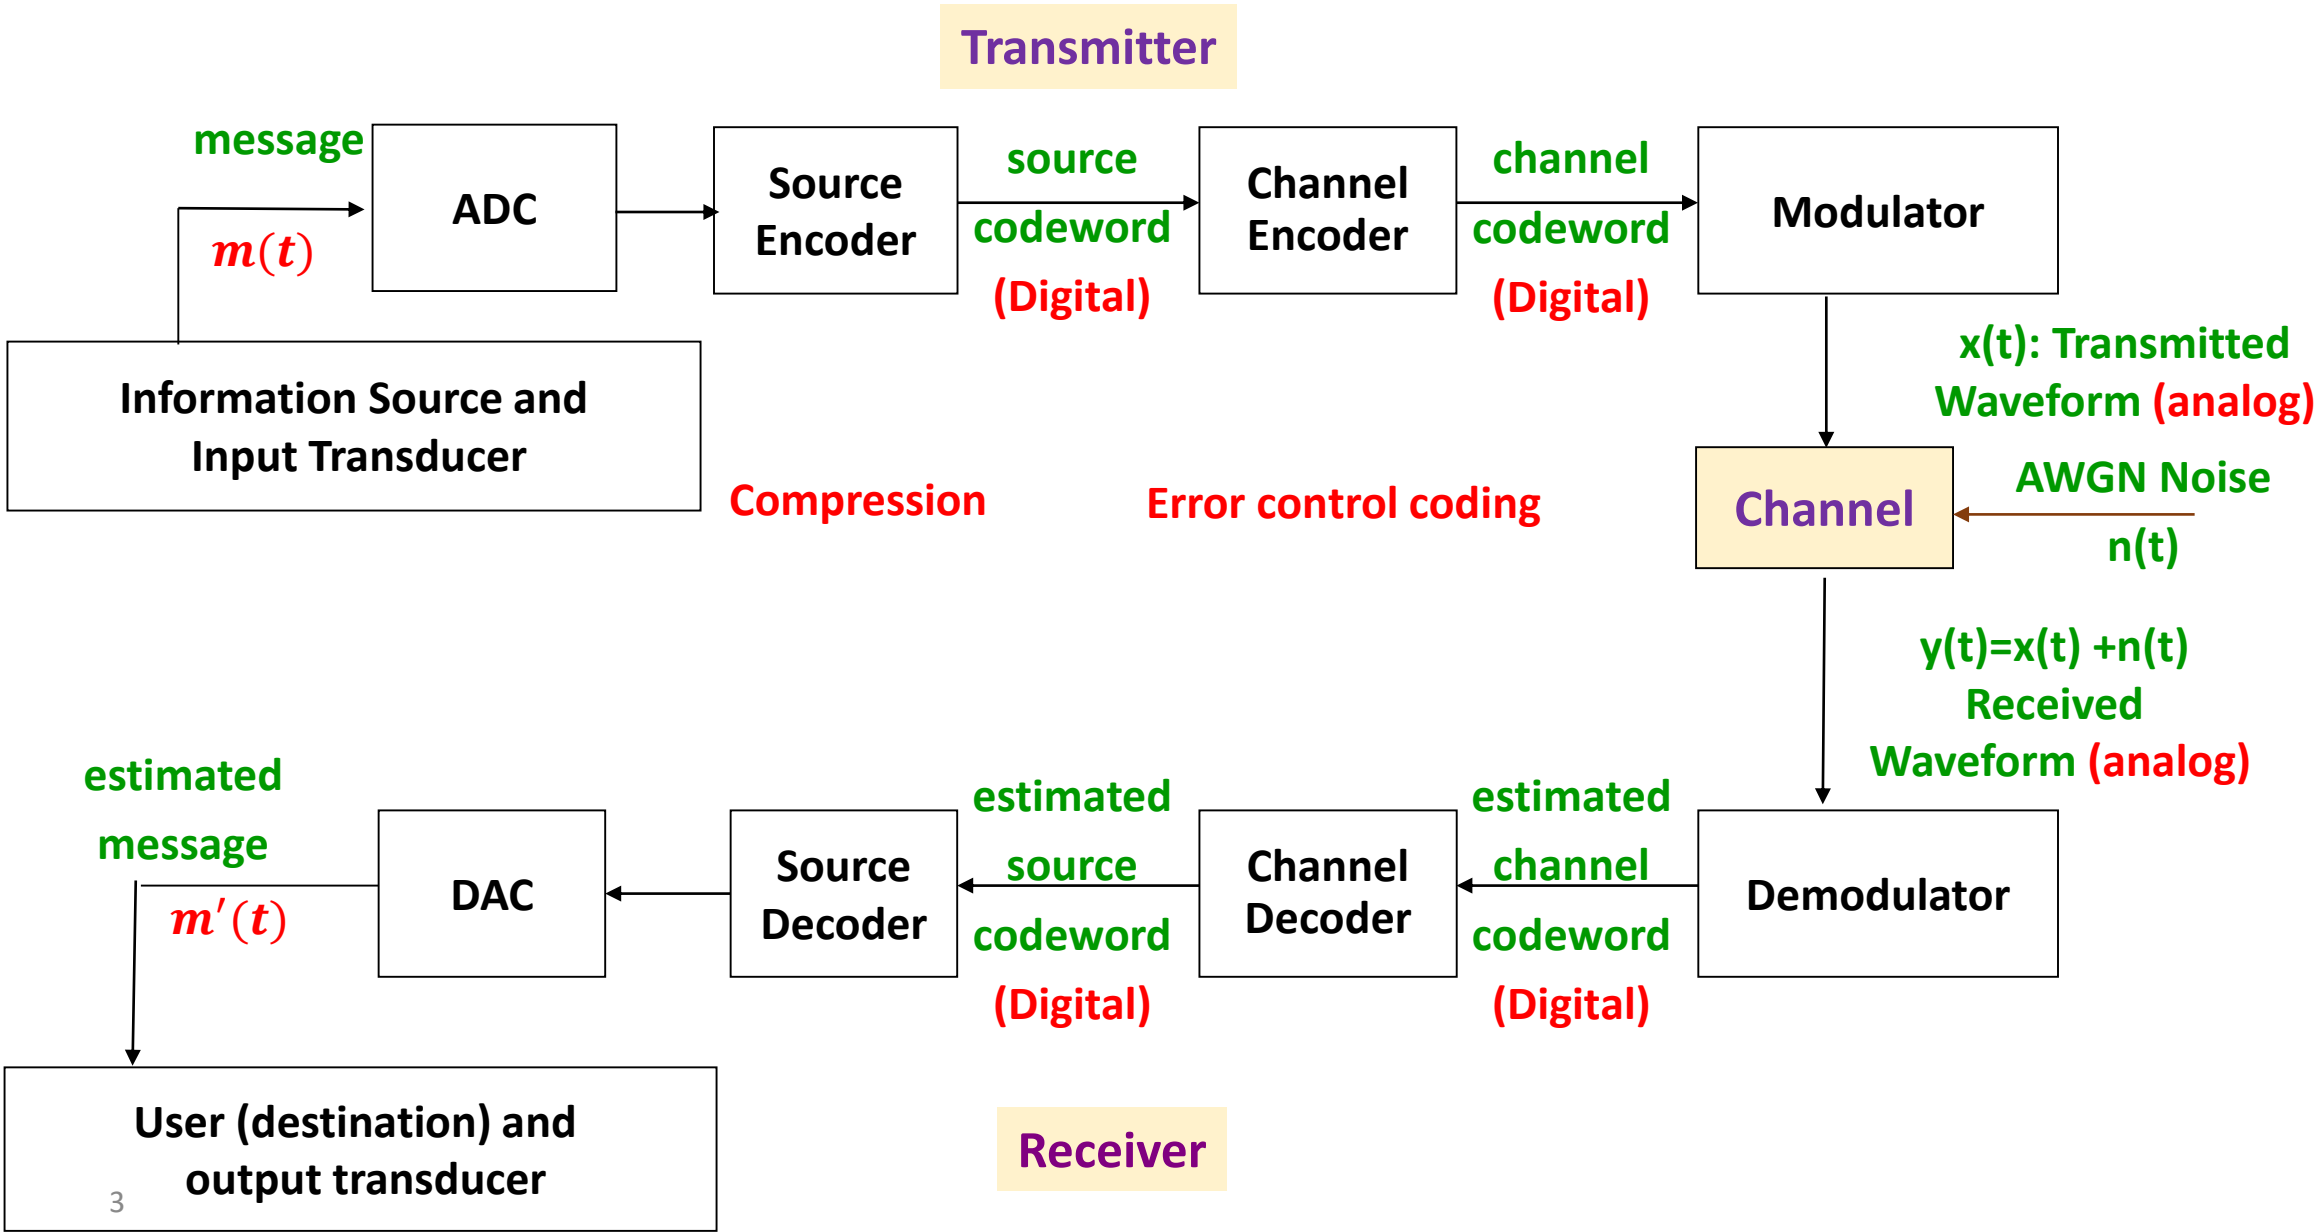 Transmitter
message
m(t)
ADC
Source
Encoder
source
codeword
(Digital)
Channel
Encoder
channel
codeword
(Digital)
Modulator
Information Source and
Input Transducer
Compression
Error control coding
x(t): Transmitted
Waveform (analog)
Channel
AWGN Noise
n(t)
y(t)=x(t) +n(t)
Received
Waveform (analog)
estimated
message
m′(t)
DAC
Source
Decoder
estimated
source
codeword
(Digital)
Channel
Decoder
estimated
channel
codeword
(Digital)
Demodulator
User (destination) and
output transducer
Receiver
3